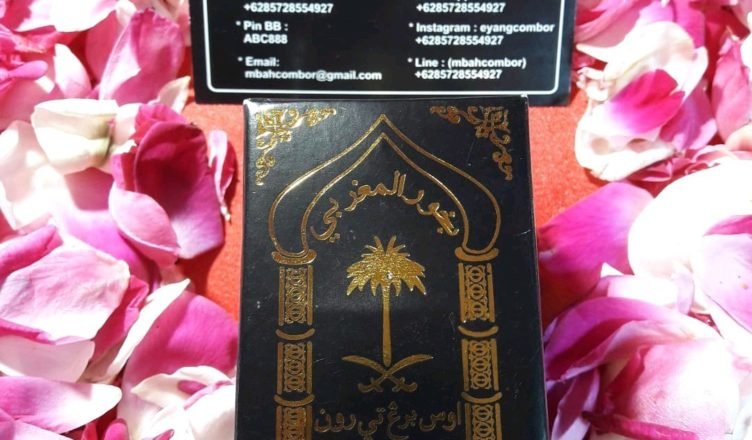 +6285728554927
+6285728554927
* Pin BB :
ABC888
* Instagram : eyangcombor
+6285728554927
* Email:
mbahcombor@gmail.com
* Line : (mbahcombor)
+6285728554927
بخور المغربي
اوس برڠ تي رون